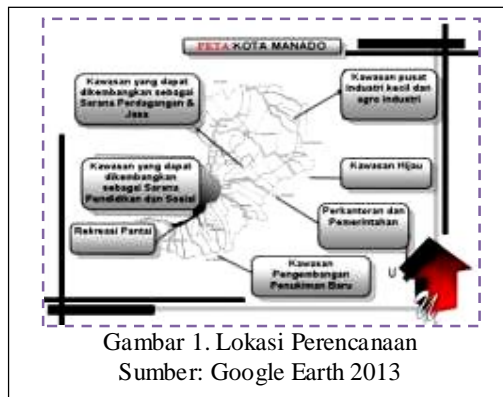 PETA KOTA MANADO
Kawasan yang dapat
dikembangkan sebagai
Sarana Perdagangan &
Jasa
Kawasan pusat
industri kecil dan
agro industri
Kawasan yang dapat
dikembangkan
sebagai Sarana
Pendidikan dan Sosial
Kawasan Hijau
Rekreasi Pantai
Perkantoran dan
Pemerintahan
Kawasan
Pengembangan
Pemukiman Baru
U
Gambar 1. Lokasi Perencanaan
Sumber: Google Earth 2013